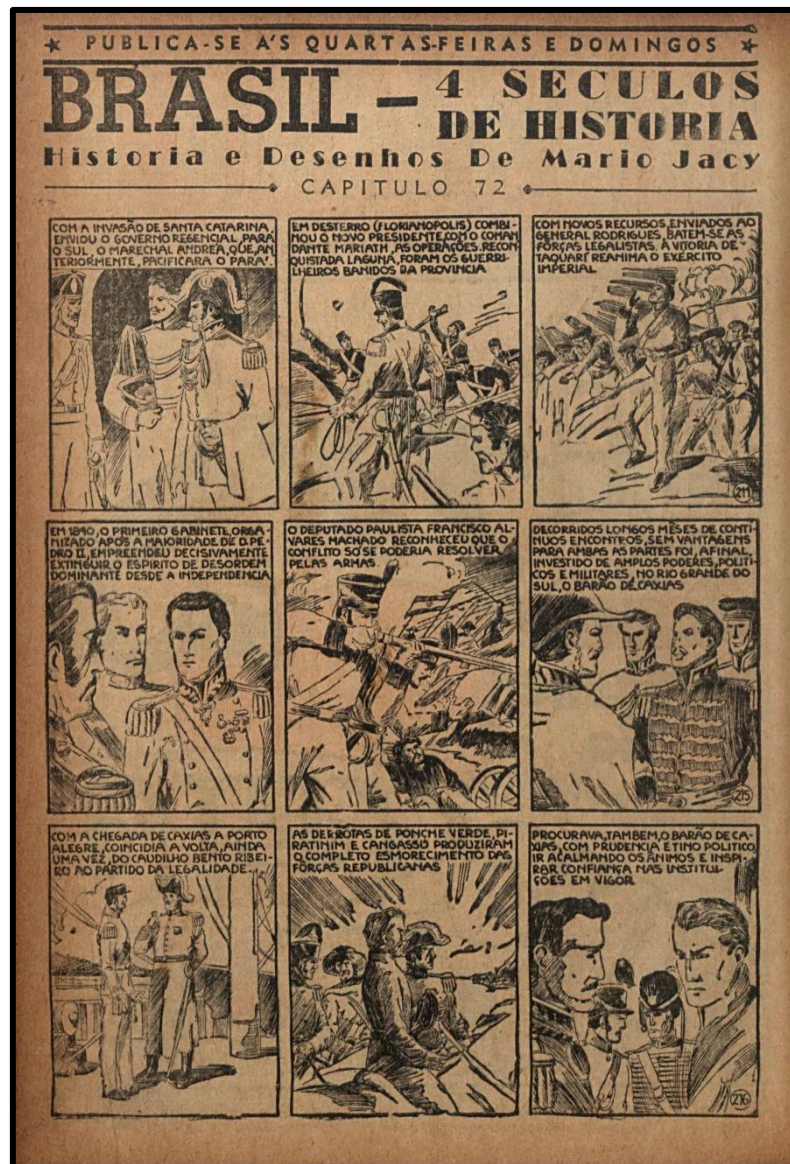 PUBLICA-SE A'S QUARTAS-FEIRAS E DOMINGOS
BRASIL – 4 SECULOS
DE HISTORIA
Historia e Desenhos De Mario Jacy
CAPITULO 72
COM A INVASÃO DE SANTA CATARINA,
ENVIOU O GOVERNO REGENCIAL, PARA
O SUL, O MARECHAL ANDREA, QUE, AN
TERIORMENTE, PACIFICARA O PARA'.
EM DESTERRO (FLORIANOPOLIS) COMBI-
NOU O NOVO PRESIDENTE, COM O COMAN
DANTE MARIATH, AS OPERAÇÕES. RECON
QUISTADA LAGUNA, FORAM OS GUERRI-
LHEIROS BANIDOS DA PROVINCIA
COM NOVOS RECURSOS, ENVIADOS AO
GENERAL RODRIGUES, BATEM-SE AS
FÔRÇAS LEGALISTAS. A VITORIA DE
TAQUARÍ REANIMA O EXÉRCITO
IMPERIAL
211
EM 1840, O PRIMEIRO GABINETE, ORGA
NIZADO APÓS A MAIORIDADE DE D. PE-
DRO II, EMPREENDEU DECISIVAMENTE
EXTINGUIR O ESPIRITO DE DESORDEM
DOMINANTE DESDE A INDEPENDENCIA
O DEPUTADO PAULISTA FRANCISCO AL-
VARES MACHADO RECONHECEU QUE O
CONFLITO SÓ SE PODERIA RESOLVER
PELAS ARMAS
DECORRIDOS LONGOS MÊSES DE CONTÍ
NUOS ENCONTROS, SEM VANTAGENS
PARA AMBAS AS PARTES FOI, AFINAL,
INVESTIDO DE AMPLOS PODERES, POLITI
COS E MILITARES, NO RIO GRANDE DO
SUL, O BARÃO DE CAXIAS
215
COM A CHEGADA DE CAXIAS A PORTO
ALEGRE, COINCIDIA A VOLTA, AINDA
UMA VÊZ, DO CAUDILHO BENTO RIBEI-
RO AO PARTIDO DA LEGALIDADE...
AS DERROTAS DE PONCHE VERDE, PI-
RATINIM E CANGASSÚ PRODUZIRAM
O COMPLETO ESMORECIMENTO DAS
FÔRÇAS REPUBLICANAS
PROCURAVA, TAMBEM, O BARÃO DE CA-
XIAS, COM PRUDENCIA E TINO POLITICO,
IR ACALMANDO OS ÂNIMOS E INSPI-
RAR CONFIANÇA NAS INSTITUI-
ÇÕES EM VIGOR
216